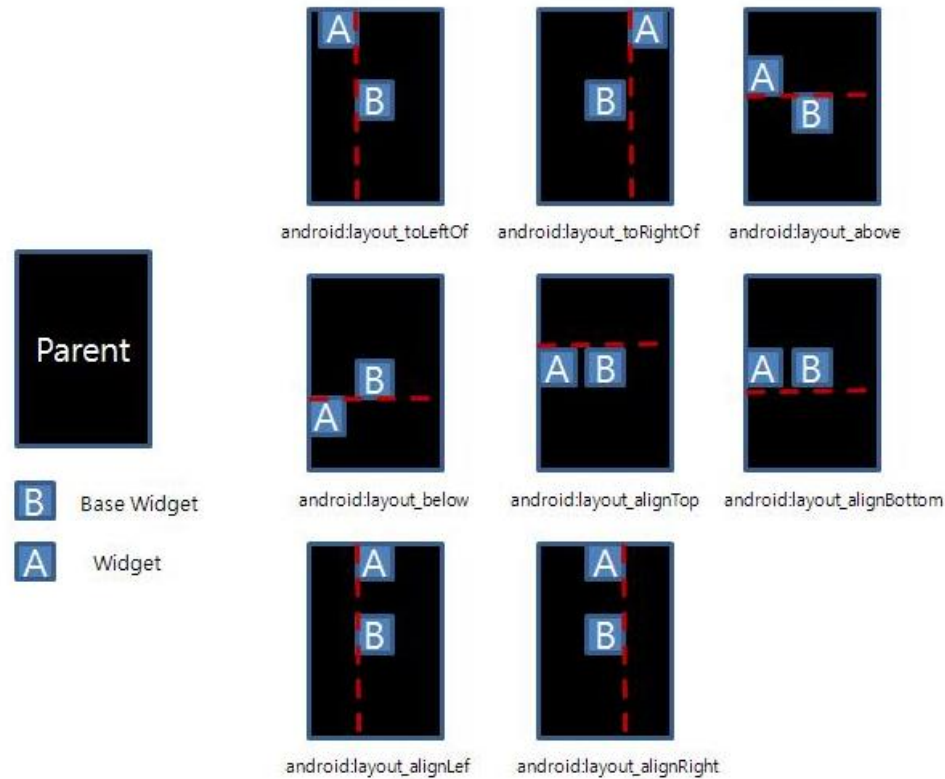 A
B
android:layout_toLeftOf
A
B
android:layout_toRightOf
A
B
android:layout_above
Parent
B Base Widget
A Widget
B
A
android:layout_below
A B
android:layout_alignTop
A B
android:layout_alignBottom
A
B
android:layout_alignLeft
A
B
android:layout_alignRight